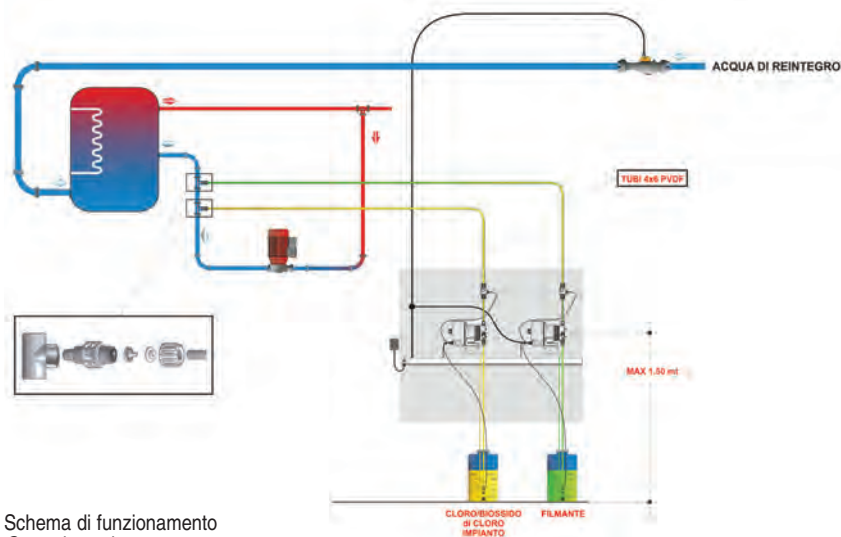 ACQUA DI REINTEGRO
TUBI 4x6 PVDF
MAX 1.50 mt
CLORO/BIOSSIDO
di CLORO
IMPIANTO
FILMANTE
Schema di funzionamento